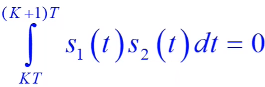 ∫_{KT}^{(K+1)T} s₁(t)s₂(t)dt = 0